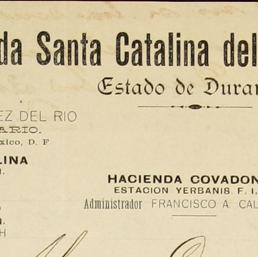 da Santa Catalina del
Estado de Duran
EZ DEL RIO
ARIO.
xico, D. F
LINA
HACIENDA COVADON
ESTACION YERBANIS. F. I.
Administrador FRANCISCO A. CAL
H